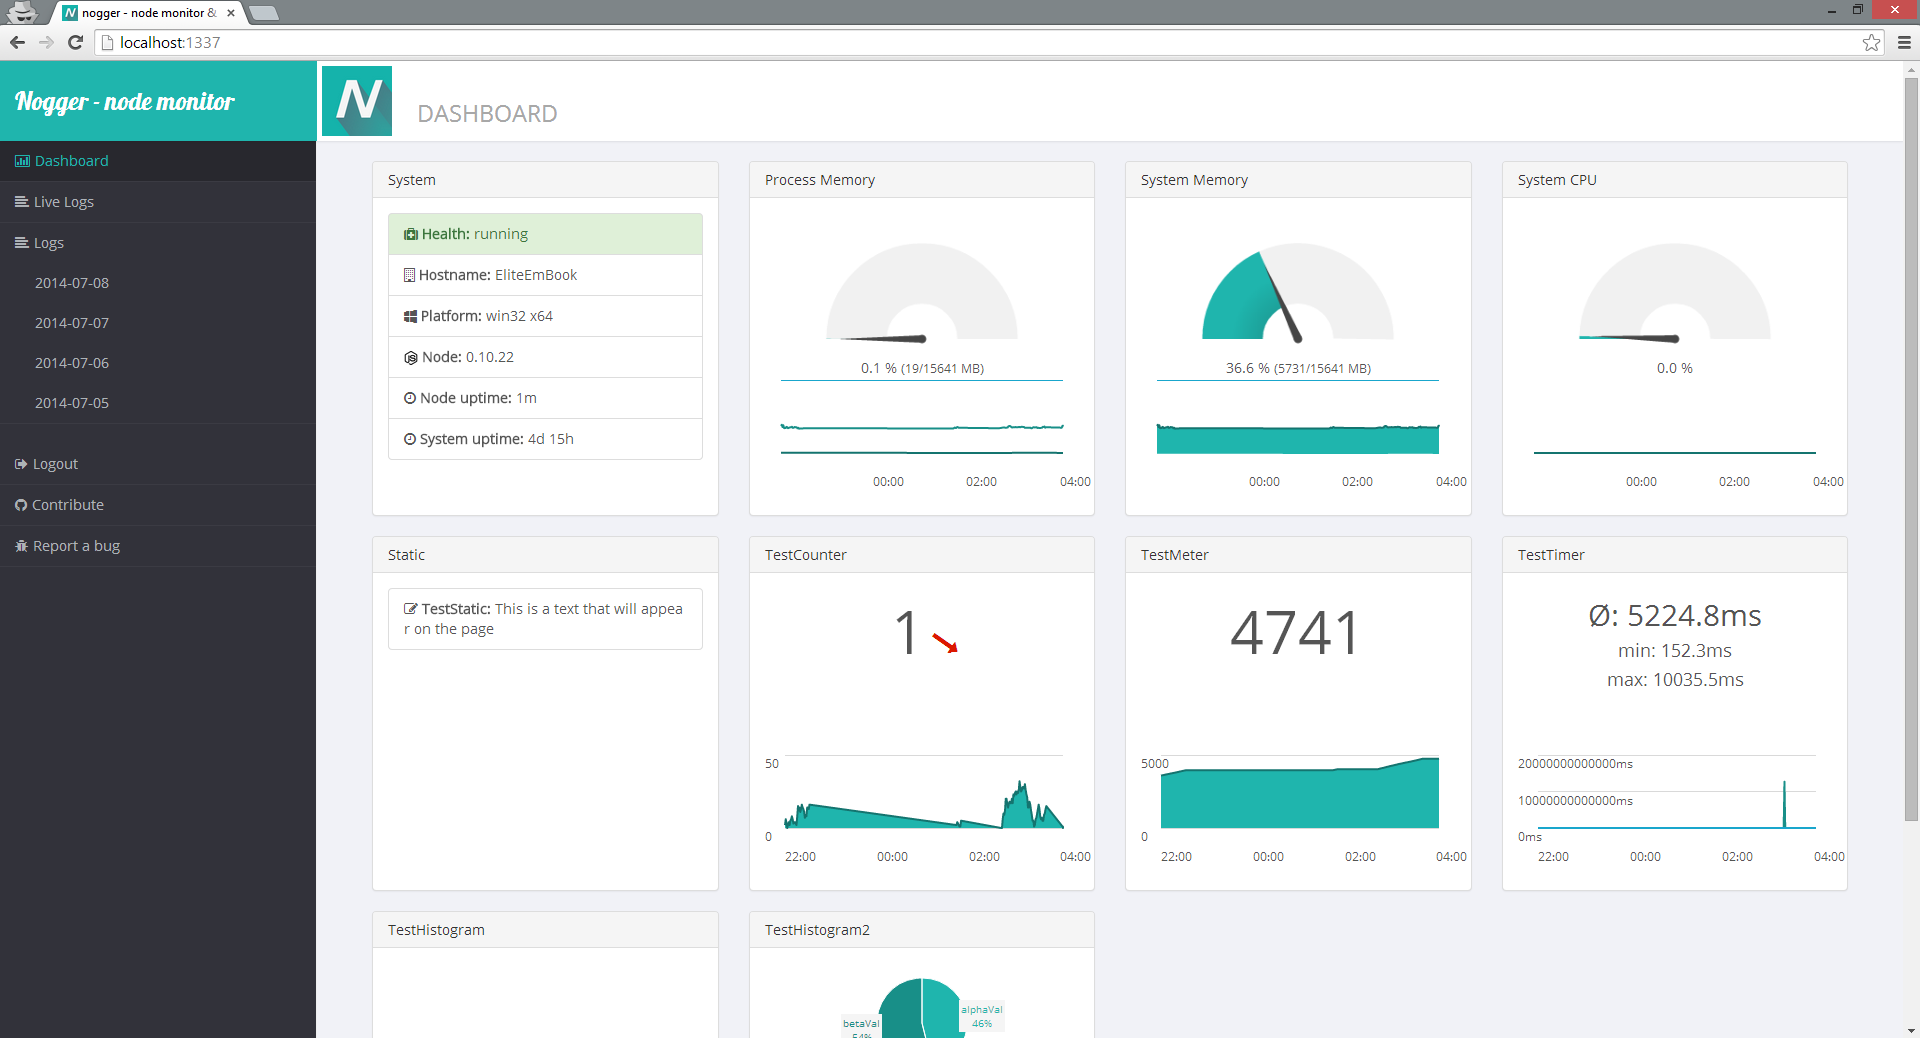 nogger - node monitor &
localhost:1337
Nogger - node monitor
N
DASHBOARD
Dashboard
Live Logs
Logs
2014-07-08
2014-07-07
2014-07-06
2014-07-05
Logout
Contribute
Report a bug
System
Health: running
Hostname: EliteEmBook
Platform: win32 x64
Node: 0.10.22
Node uptime: 1m
System uptime: 4d 15h
Process Memory
0.1 % (19/15641 MB)
00:00 02:00 04:00
System Memory
36.6 % (5731/15641 MB)
00:00 02:00 04:00
System CPU
0.0 %
00:00 02:00 04:00
Static
TestStatic: This is a text that will appea
r on the page
TestCounter
1
50
0
22:00 00:00 02:00 04:00
TestMeter
4741
5000
0
22:00 00:00 02:00 04:00
TestTimer
Ø: 5224.8ms
min: 152.3ms
max: 10035.5ms
20000000000000ms
10000000000000ms
0ms
22:00 00:00 02:00 04:00
TestHistogram
TestHistogram2
alphaVal
46%
betaVal
54%